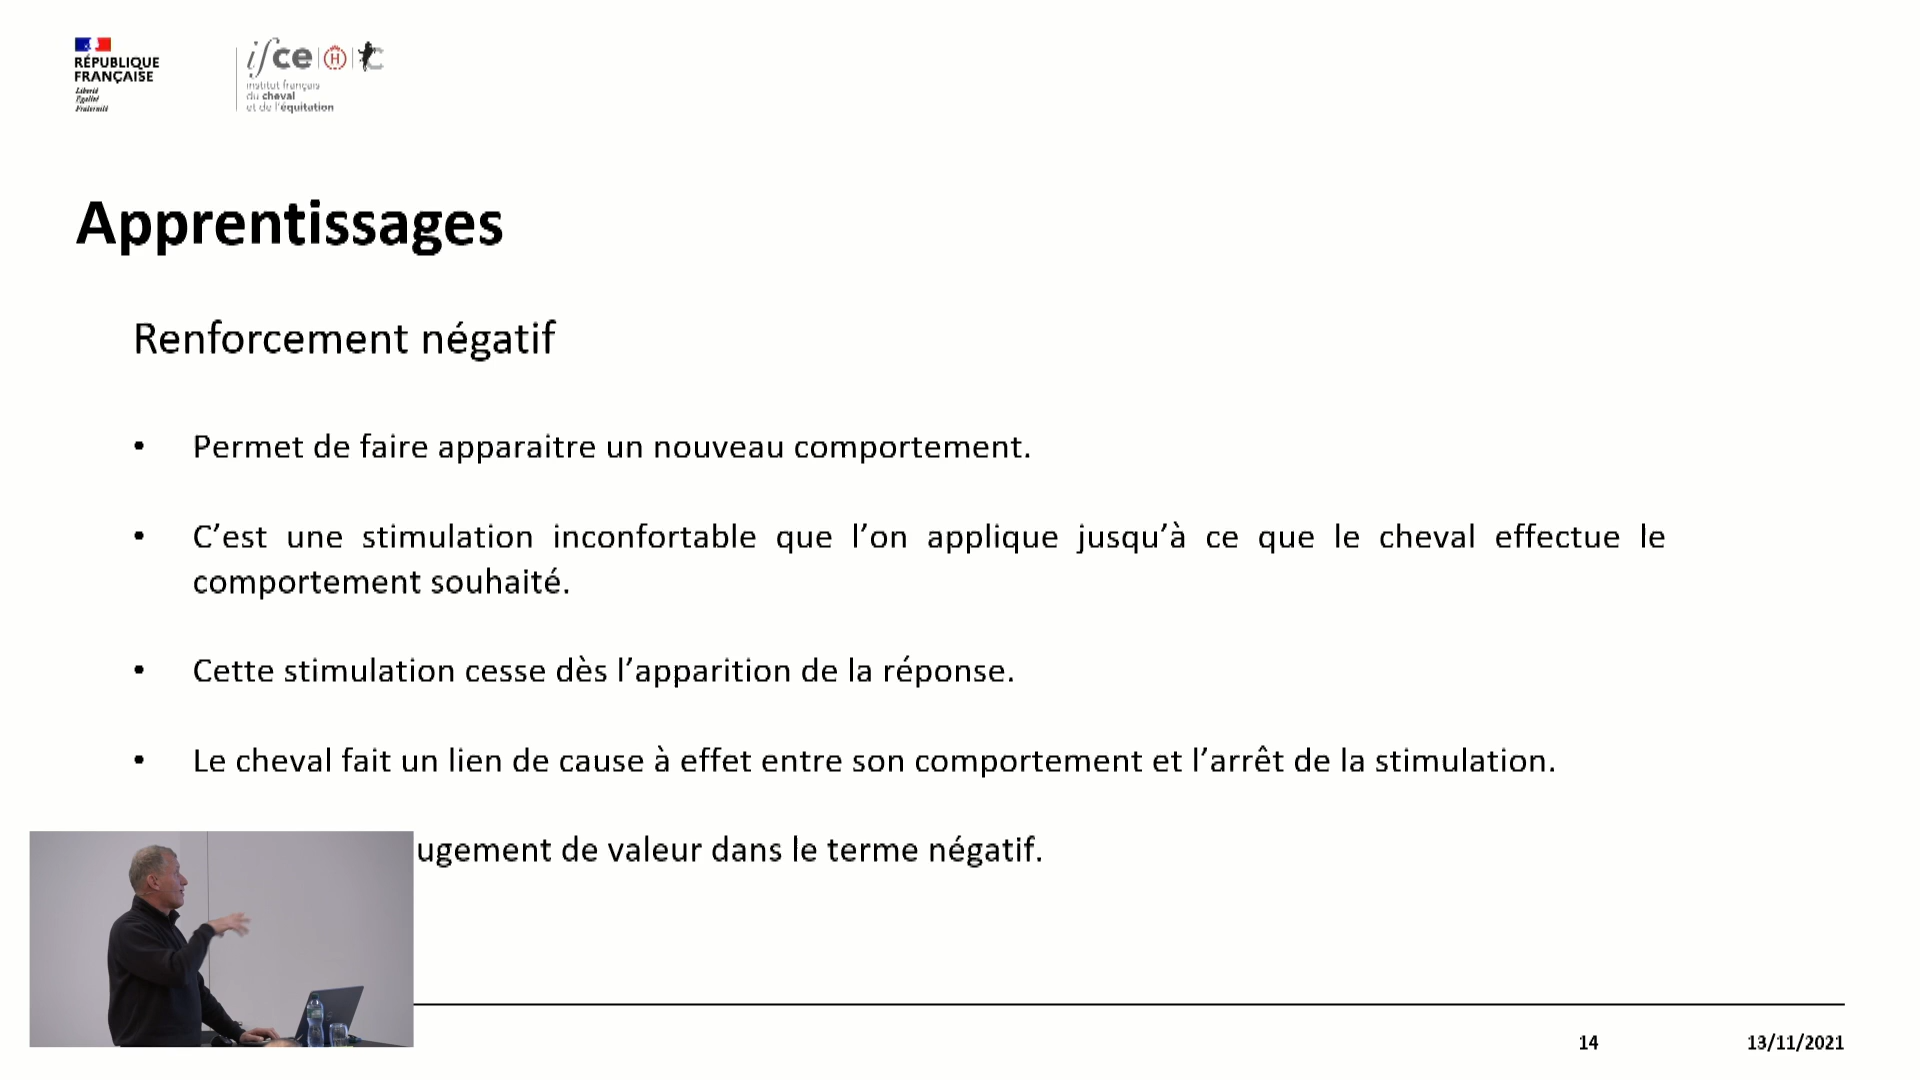 RÉPUBLIQUE
FRANÇAISE
Liberté
Égalité
Fraternité
ifce
institut français
du cheval
et de l'équitation
Apprentissages
Renforcement négatif
• Permet de faire apparaitre un nouveau comportement.
• C’est une stimulation inconfortable que l’on applique jusqu’à ce que le cheval effectue le
comportement souhaité.
• Cette stimulation cesse dès l’apparition de la réponse.
• Le cheval fait un lien de cause à effet entre son comportement et l’arrêt de la stimulation.
ugement de valeur dans le terme négatif.
14
13/11/2021